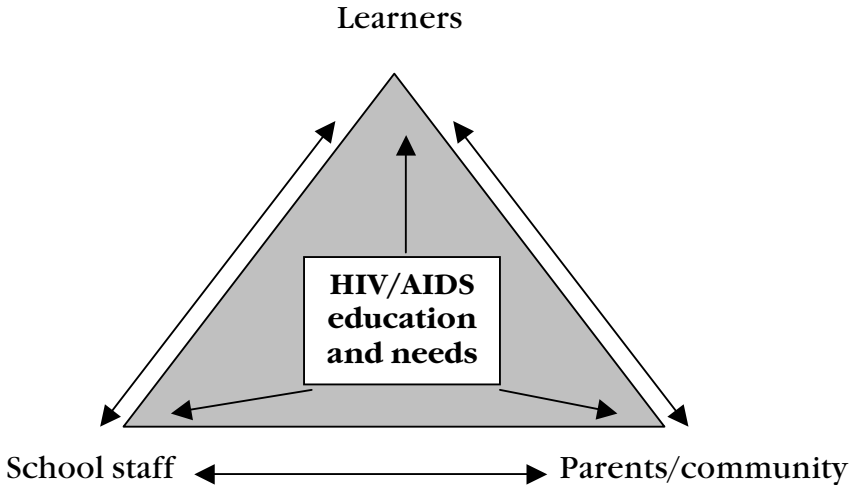 Learners
HIV/AIDS
education
and needs
School staff
Parents/community